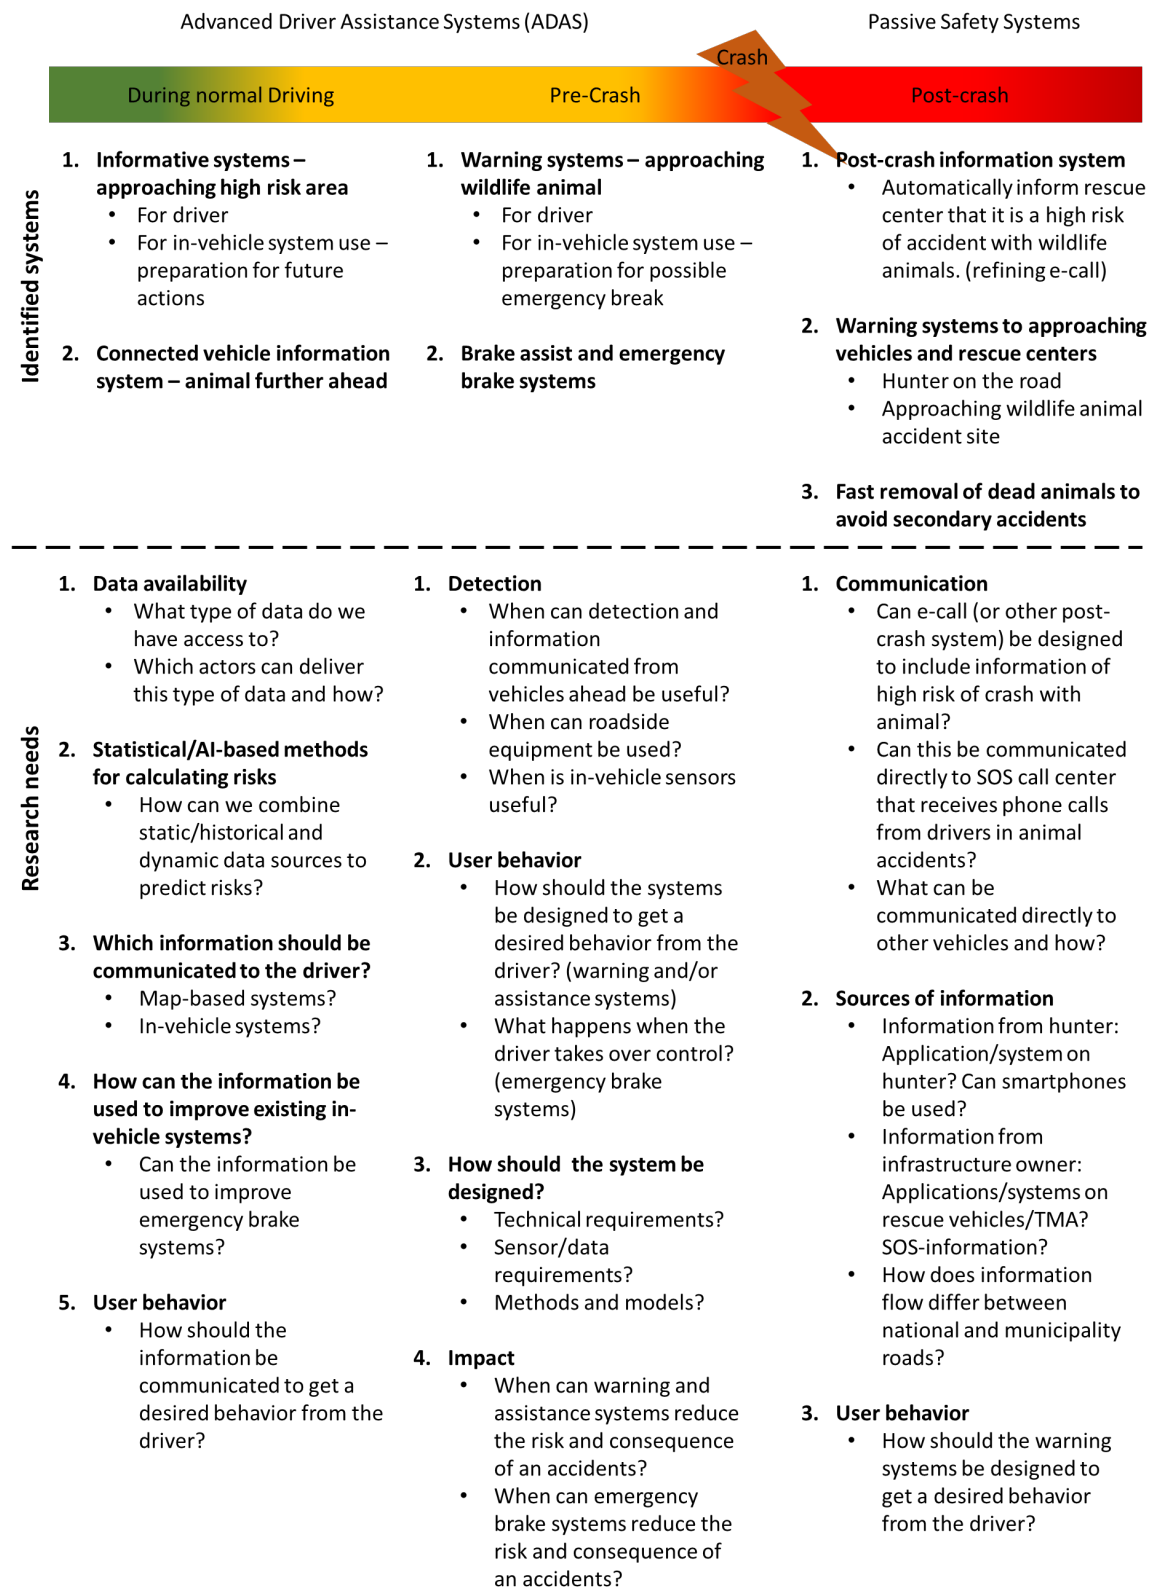 Advanced Driver Assistance Systems (ADAS)
Passive Safety Systems
Crash
During normal Driving
Pre-Crash
Post-crash
Identified systems
1. Informative systems –
approaching high risk area
• For driver
• For in-vehicle system use –
preparation for future
actions
2. Connected vehicle information
system – animal further ahead
1. Warning systems – approaching
wildlife animal
• For driver
• For in-vehicle system use –
preparation for possible
emergency break
2. Brake assist and emergency
brake systems
1. Post-crash information system
• Automatically inform rescue
center that it is a high risk
of accident with wildlife
animals. (refining e-call)
2. Warning systems to approaching
vehicles and rescue centers
• Hunter on the road
• Approaching wildlife animal
accident site
3. Fast removal of dead animals to
avoid secondary accidents
Research needs
1. Data availability
• What type of data do we
have access to?
• Which actors can deliver
this type of data and how?
2. Statistical/AI-based methods
for calculating risks
• How can we combine
static/historical and
dynamic data sources to
predict risks?
3. Which information should be
communicated to the driver?
• Map-based systems?
• In-vehicle systems?
4. How can the information be
used to improve existing in-
vehicle systems?
• Can the information be
used to improve
emergency brake
systems?
5. User behavior
• How should the
information be
communicated to get a
desired behavior from the
driver?
1. Detection
• When can detection and
information
communicated from
vehicles ahead be useful?
• When can roadside
equipment be used?
• When is in-vehicle sensors
useful?
2. User behavior
• How should the systems
be designed to get a
desired behavior from the
driver? (warning and/or
assistance systems)
• What happens when the
driver takes over control?
(emergency brake
systems)
3. How should the system be
designed?
• Technical requirements?
• Sensor/data
requirements?
• Methods and models?
4. Impact
• When can warning and
assistance systems reduce
the risk and consequence
of an accidents?
• When can emergency
brake systems reduce the
risk and consequence of
an accidents?
1. Communication
• Can e-call (or other post-
crash system) be designed
to include information of
high risk of crash with
animal?
• Can this be communicated
directly to SOS call center
that receives phone calls
from drivers in animal
accidents?
• What can be
communicated directly to
other vehicles and how?
2. Sources of information
• Information from hunter:
Application/system on
hunter? Can smartphones
be used?
• Information from
infrastructure owner:
Applications/systems on
rescue vehicles/TMA?
SOS-information?
• How does information
flow differ between
national and municipality
roads?
3. User behavior
• How should the warning
systems be designed to
get a desired behavior
from the driver?